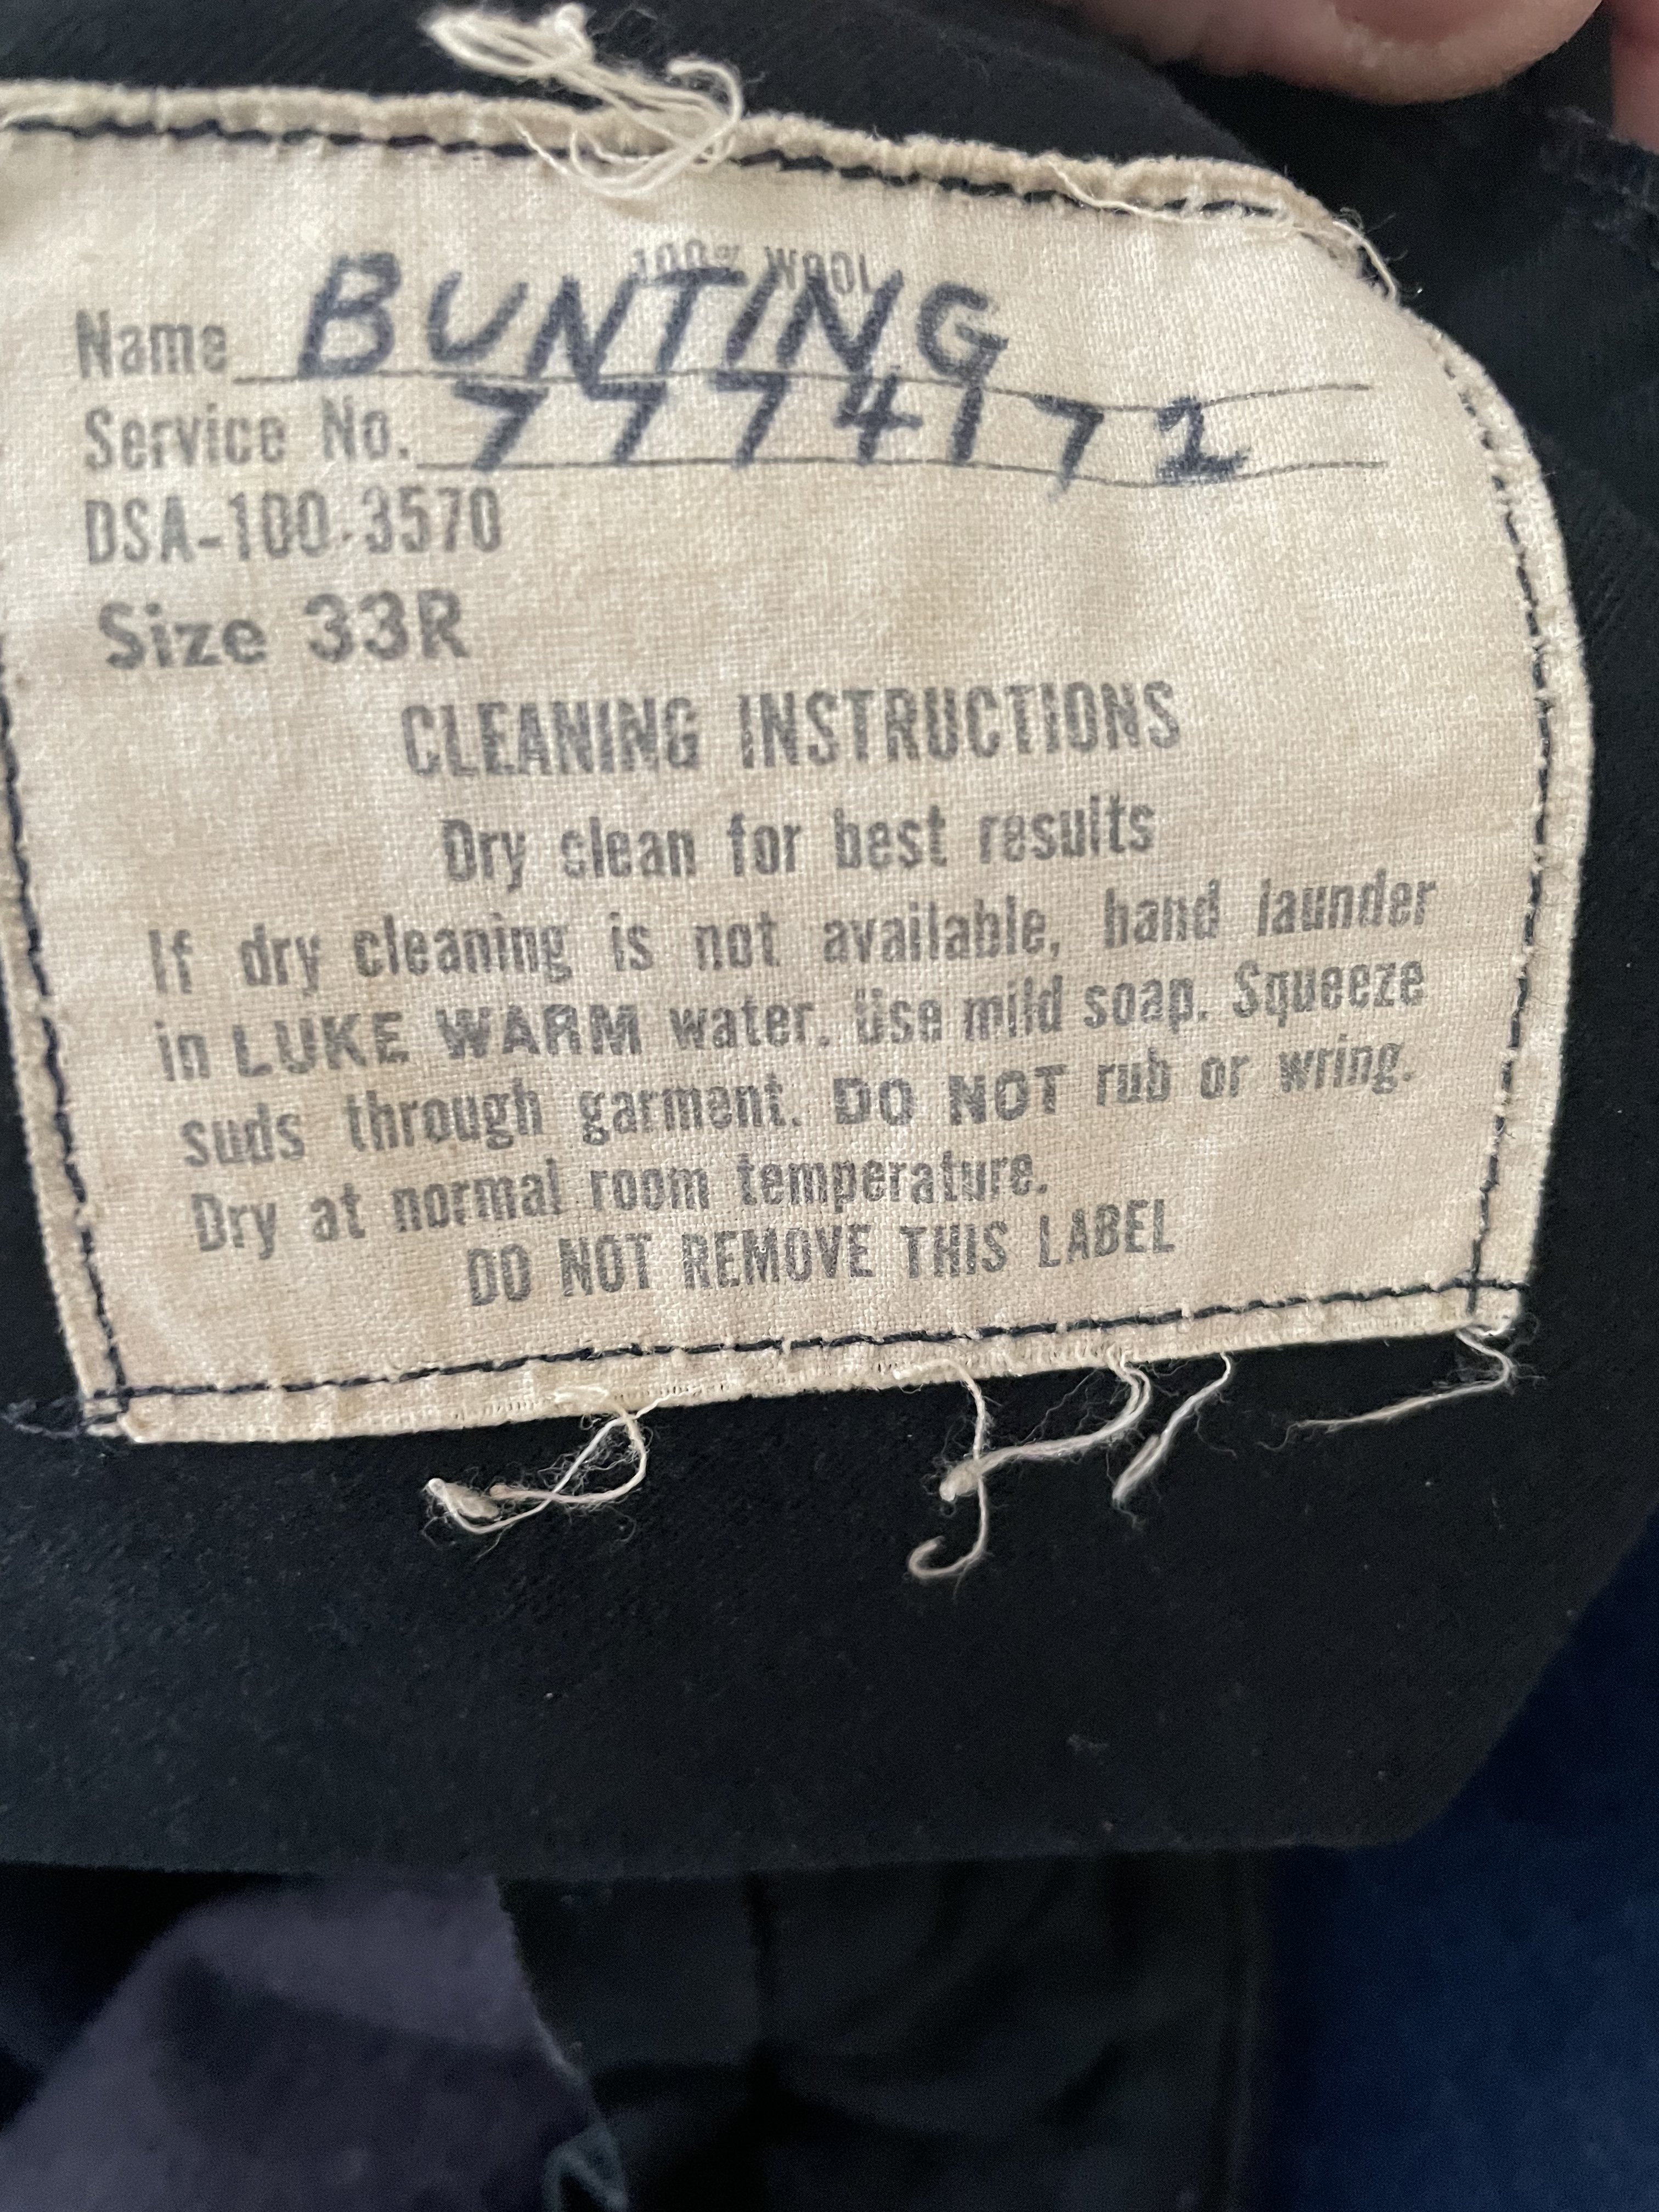 100% WOOL
Name BUNTING
Service No. 7774172
DSA-100-3570
Size 33R
CLEANING INSTRUCTIONS
Dry clean for best results
If dry cleaning is not available, hand launder
in LUKE WARM water. Use mild soap. Squeeze
suds through garment. DO NOT rub or wring.
Dry at normal room temperature.
DO NOT REMOVE THIS LABEL